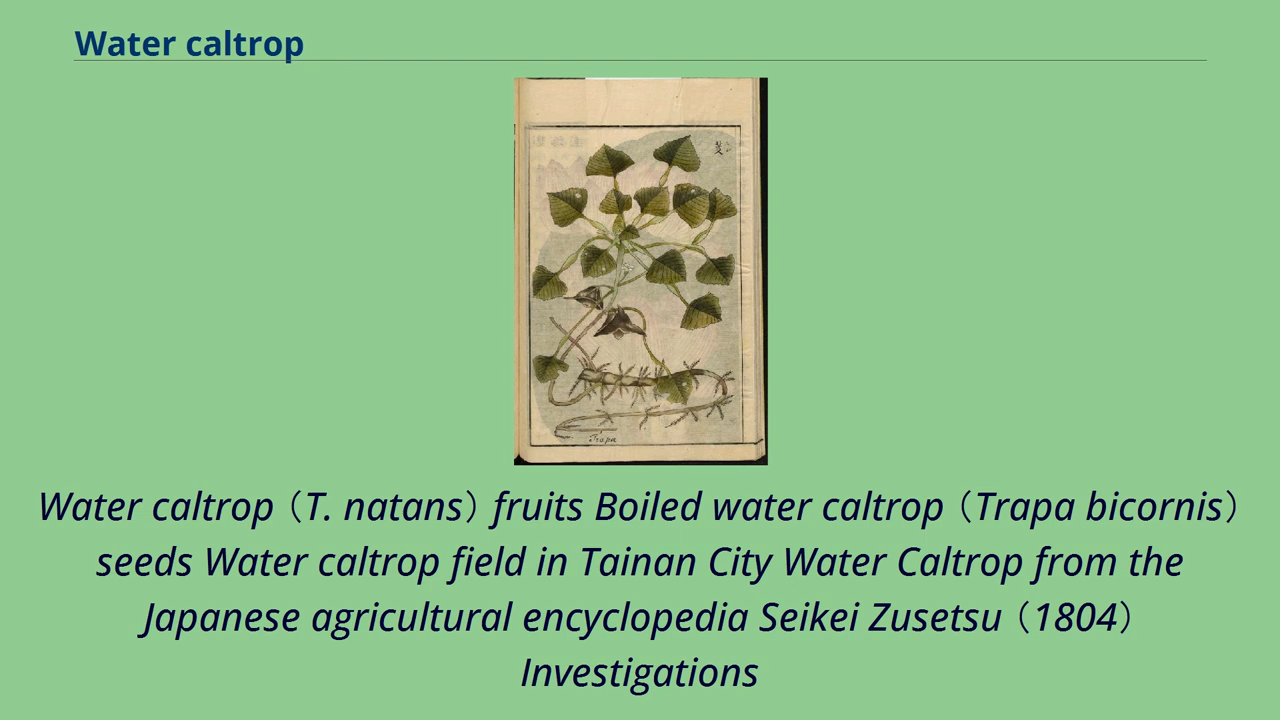 Water caltrop
菱
Trapa
Water caltrop（T. natans）fruits Boiled water caltrop（Trapa bicornis）
seeds Water caltrop field in Tainan City Water Caltrop from the
Japanese agricultural encyclopedia Seikei Zusetsu（1804）
Investigations